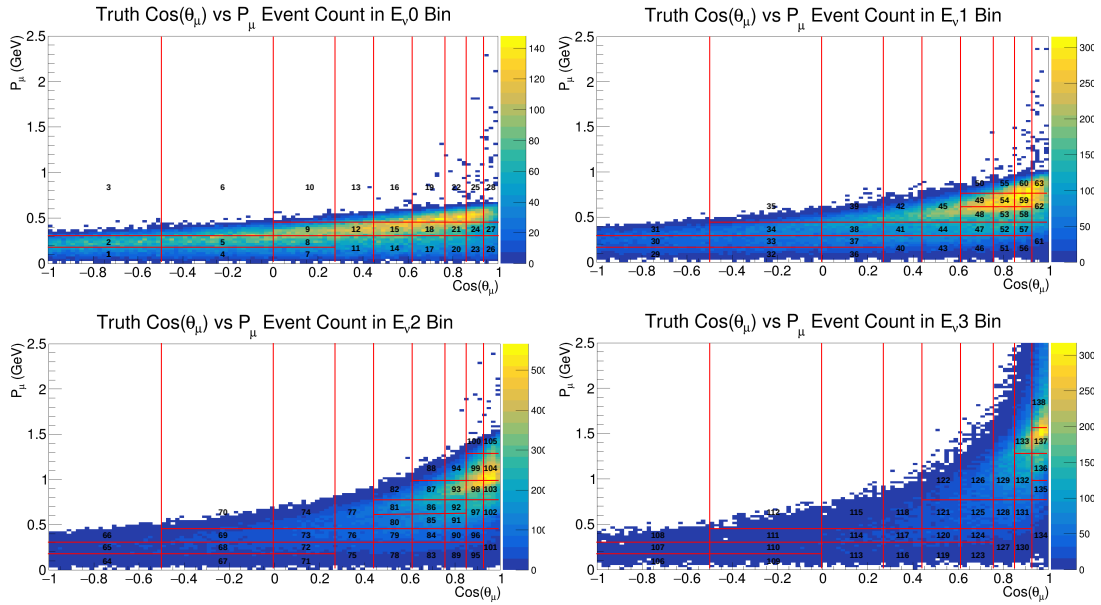 Truth Cos(θμ) vs Pμ Event Count in Eν0 Bin
Pμ (GeV)
2.5
2
1.5
1
0.5
0
3 6 10 13 16 19 22 25 28
9 12 15 18 21 24 27
2 5 8
11 14 17 20 23 26
1 4 7
−1 −0.8 −0.6 −0.4 −0.2 0 0.2 0.4 0.6 0.8 1
Cos(θμ)
140
120
100
80
60
40
20
0
Truth Cos(θμ) vs Pμ Event Count in Eν1 Bin
Pμ (GeV)
2.5
2
1.5
1
0.5
0
50 55 60 63
49 54 59
35 39 42 45 62
48 53 58
31 34 38 41 44 47 52 57
30 33 37 61
40 43 46 51 56
29 32 36
−1 −0.8 −0.6 −0.4 −0.2 0 0.2 0.4 0.6 0.8 1
Cos(θμ)
300
250
200
150
100
50
0
Truth Cos(θμ) vs Pμ Event Count in Eν2 Bin
Pμ (GeV)
2.5
2
1.5
1
0.5
0
100 105
88 94 99 104
82 87 93 98 103
81 86 92
70 74 77 97 102
80 85 91
66 69 73 76 79 84 90 96
65 68 72 101
75 78 83 89 95
64 67 71
−1 −0.8 −0.6 −0.4 −0.2 0 0.2 0.4 0.6 0.8 1
Cos(θμ)
500
400
300
200
100
0
Truth Cos(θμ) vs Pμ Event Count in Eν3 Bin
Pμ (GeV)
2.5
2
1.5
1
0.5
0
138
133 137
136
122 126 129 132
135
112 115 118 121 125 128 131
108 111 114 117 120 124 134
107 110 127 130
113 116 119 123
106 109
−1 −0.8 −0.6 −0.4 −0.2 0 0.2 0.4 0.6 0.8 1
Cos(θμ)
300
250
200
150
100
50
0